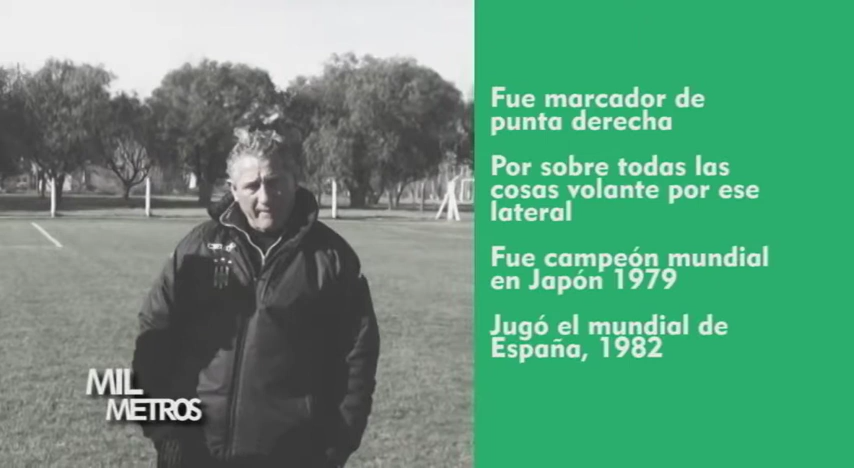 Fue marcador de
punta derecha
Por sobre todas las
cosas volante por ese
lateral
Fue campeón mundial
en Japón 1979
Jugó el mundial de
España, 1982
MIL
METROS